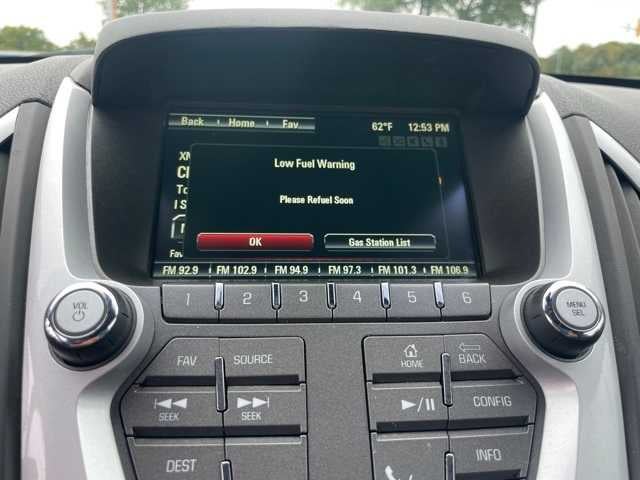 Back Home Fav 62°F 12:53 PM
XM
Low Fuel Warning
Please Refuel Soon
OK Gas Station List
Fav
FM 92.9 FM 102.9 FM 94.9 FM 97.3 FM 101.3 FM 106.9
1 2 3 4 5 6
VOL
MENU
SEL
FAV SOURCE HOME BACK
SEEK SEEK CONFIG
DEST INFO